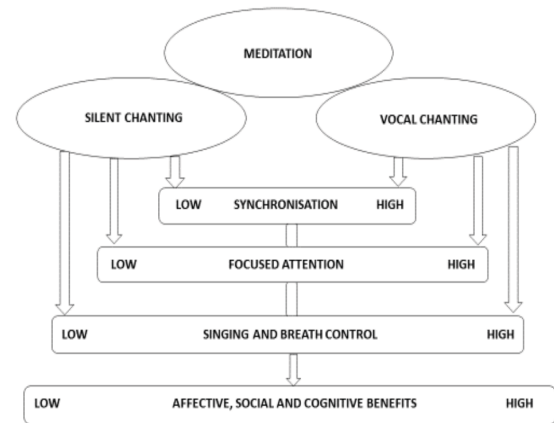 MEDITATION
SILENT CHANTING
VOCAL CHANTING
LOW SYNCHRONISATION HIGH
LOW FOCUSED ATTENTION HIGH
LOW SINGING AND BREATH CONTROL HIGH
LOW AFFECTIVE, SOCIAL AND COGNITIVE BENEFITS HIGH